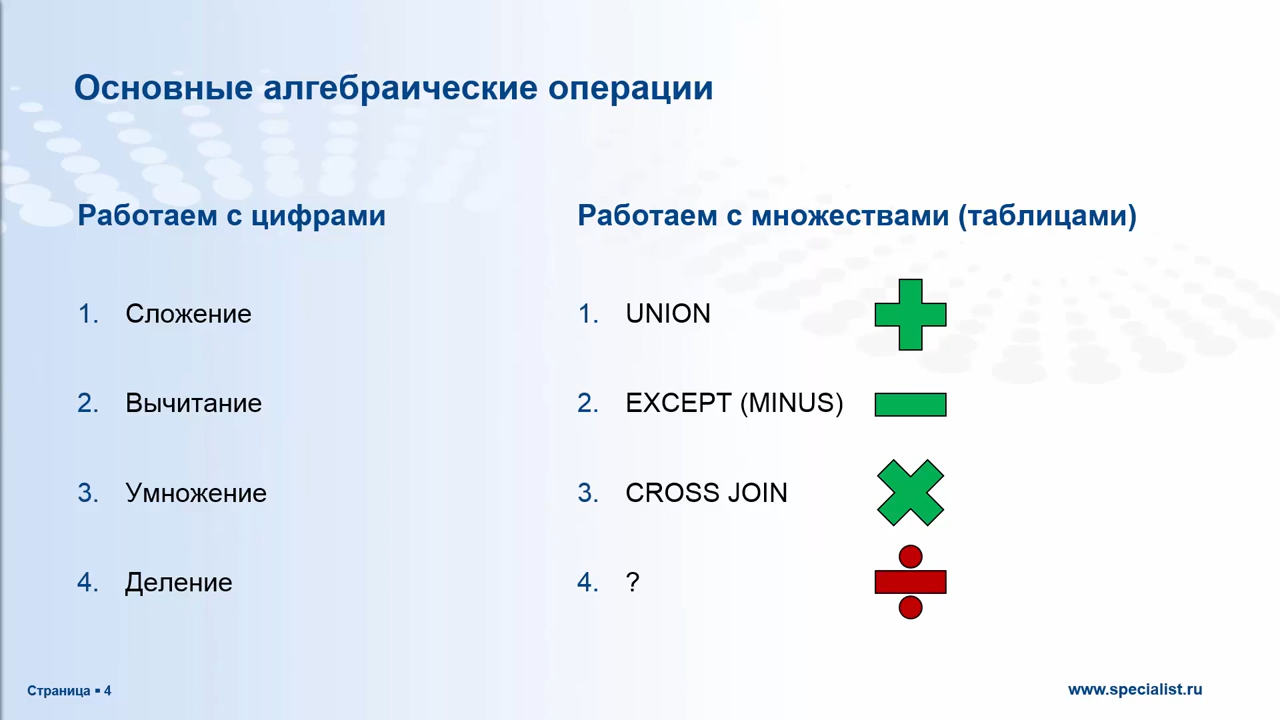 Основные алгебраические операции
Работаем с цифрами
1. Сложение
2. Вычитание
3. Умножение
4. Деление
Работаем с множествами (таблицами)
1. UNION
2. EXCEPT (MINUS)
3. CROSS JOIN
4. ?
Страница ▪ 4
www.specialist.ru